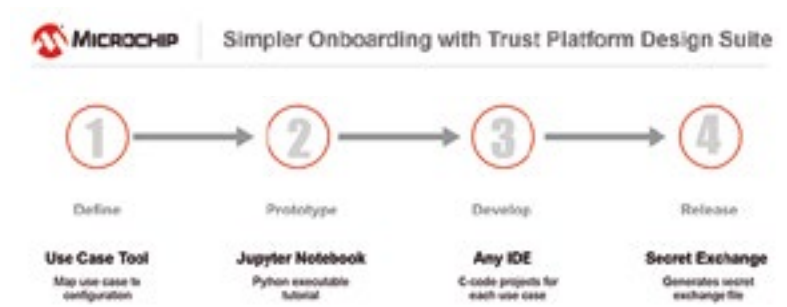 MICROCHIP
Simpler Onboarding with Trust Platform Design Suite
1
2
3
4
Define
Prototype
Develop
Release
Use Case Tool
Jupyter Notebook
Any IDE
Secret Exchange
Map use case to
configuration
Python executable
tutorial
C-code projects for
each use case
Generates secret
exchange file